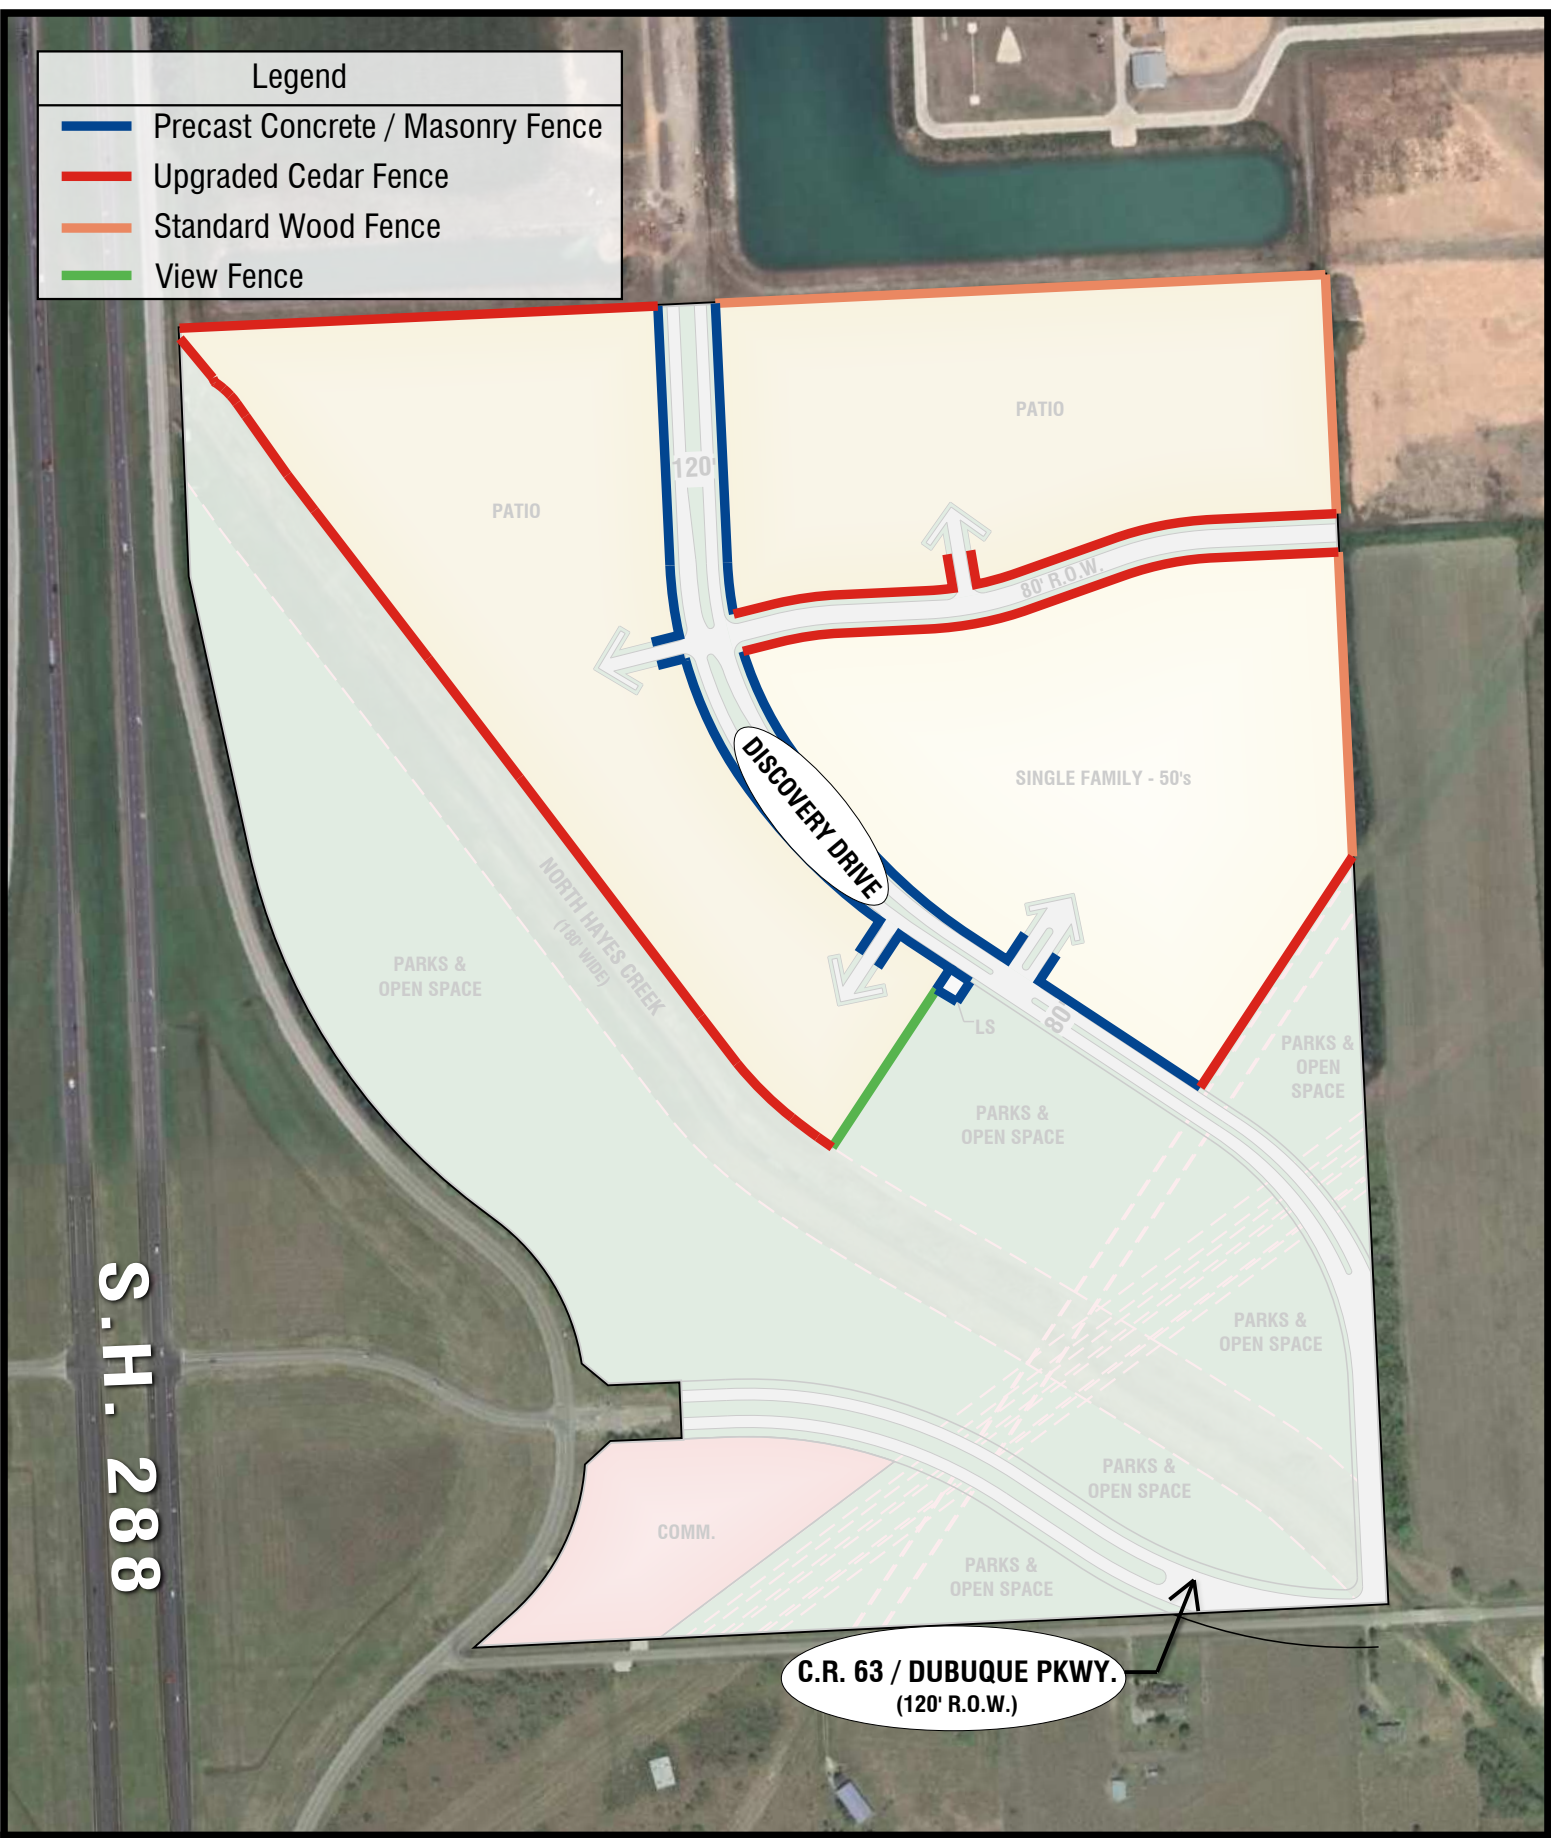 Legend
Precast Concrete / Masonry Fence
Upgraded Cedar Fence
Standard Wood Fence
View Fence
PATIO
120'
PATIO
80' R.O.W.
SINGLE FAMILY - 50's
DISCOVERY DRIVE
NORTH HAYES CREEK
(180' WIDE)
PARKS &
OPEN SPACE
80'
LS
PARKS &
OPEN
SPACE
PARKS &
OPEN SPACE
S.H. 288
PARKS &
OPEN SPACE
PARKS &
OPEN SPACE
COMM.
PARKS &
OPEN SPACE
C.R. 63 / DUBUQUE PKWY.
(120' R.O.W.)